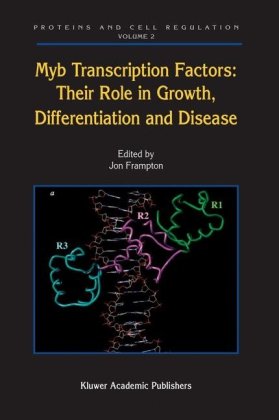 PROTEINS AND CELL REGULATION
VOLUME 2
Myb Transcription Factors:
Their Role in Growth,
Differentiation and Disease
Edited by
Jon Frampton
a
R1
R2
R3
Kluwer Academic Publishers